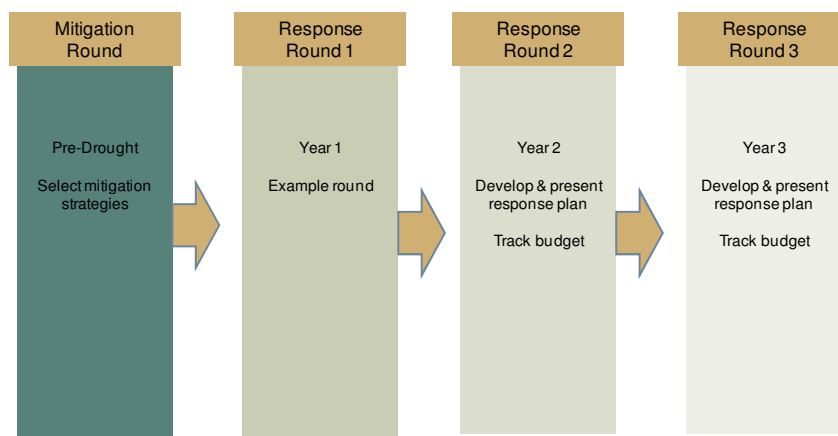 Mitigation
Round
Pre-Drought
Select mitigation
strategies
Response
Round 1
Year 1
Example round
Response
Round 2
Year 2
Develop & present
response plan
Track budget
Response
Round 3
Year 3
Develop & present
response plan
Track budget